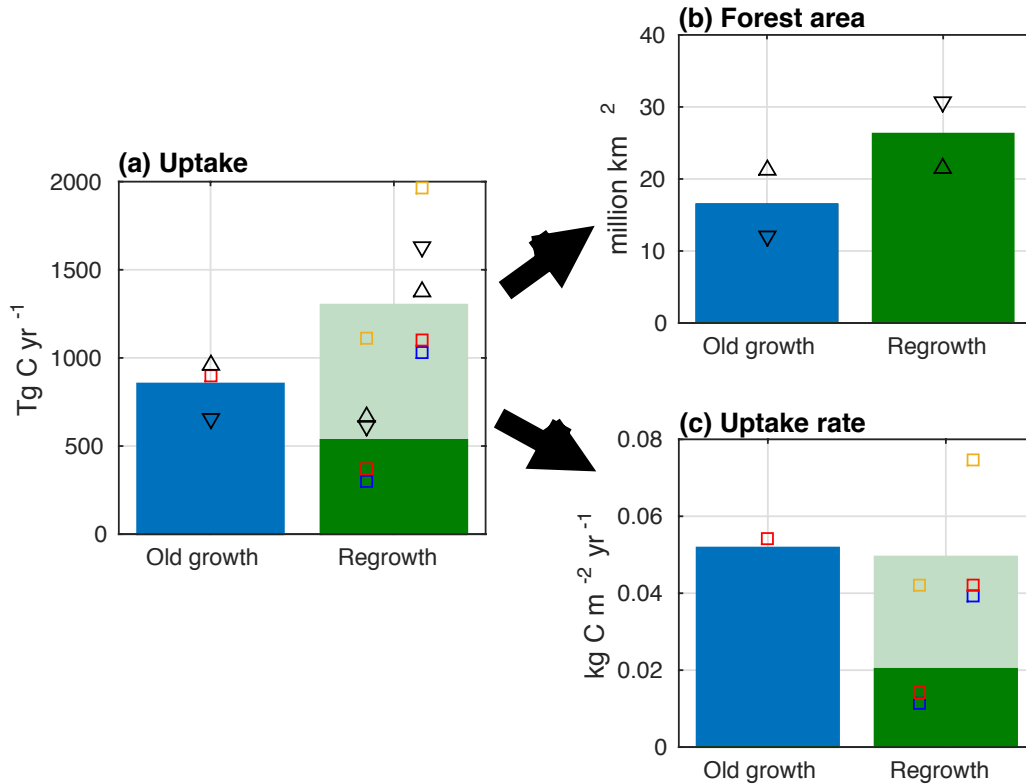 (a) Uptake
Tg C yr -1
2000
1500
1000
500
0
Old growth
Regrowth
(b) Forest area
million km 2
40
30
20
10
0
Old growth
Regrowth
(c) Uptake rate
kg C m -2 yr -1
0.08
0.06
0.04
0.02
0
Old growth
Regrowth